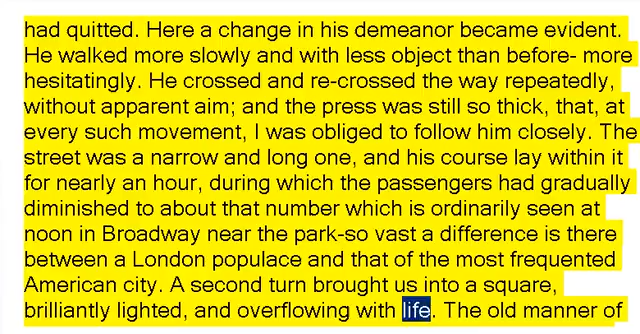 had quitted. Here a change in his demeanor became evident.
He walked more slowly and with less object than before- more
hesitatingly. He crossed and re-crossed the way repeatedly,
without apparent aim; and the press was still so thick, that, at
every such movement, I was obliged to follow him closely. The
street was a narrow and long one, and his course lay within it
for nearly an hour, during which the passengers had gradually
diminished to about that number which is ordinarily seen at
noon in Broadway near the park-so vast a difference is there
between a London populace and that of the most frequented
American city. A second turn brought us into a square,
brilliantly lighted, and overflowing with life. The old manner of